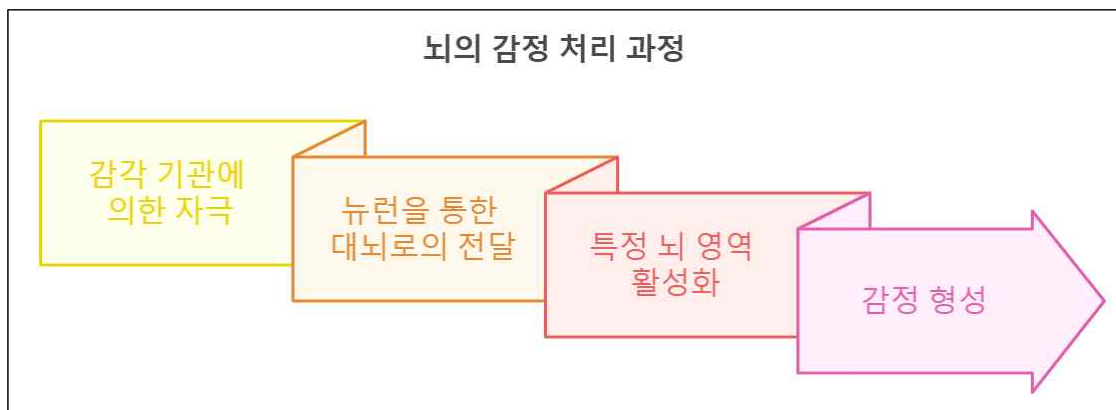 뇌의 감정 처리 과정
감각 기관에
의한 자극
뉴런을 통한
대뇌로의 전달
특정 뇌 영역
활성화
감정 형성